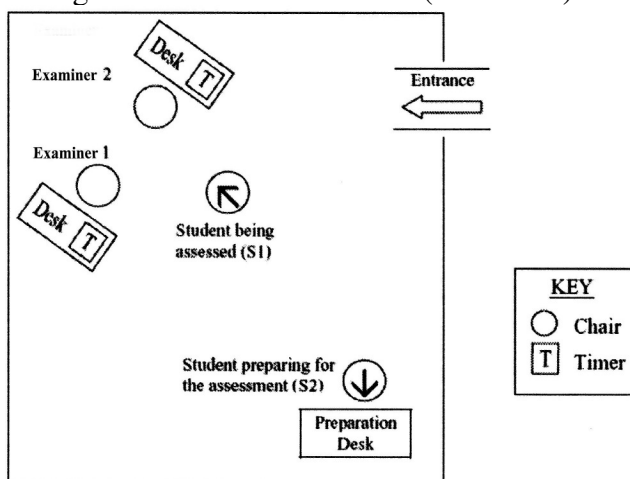 Examiner 2
Desk T
Entrance
Examiner 1
Desk T
Student being
assessed (S1)
KEY
Chair
T Timer
Student preparing for
the assessment (S2)
Preparation
Desk